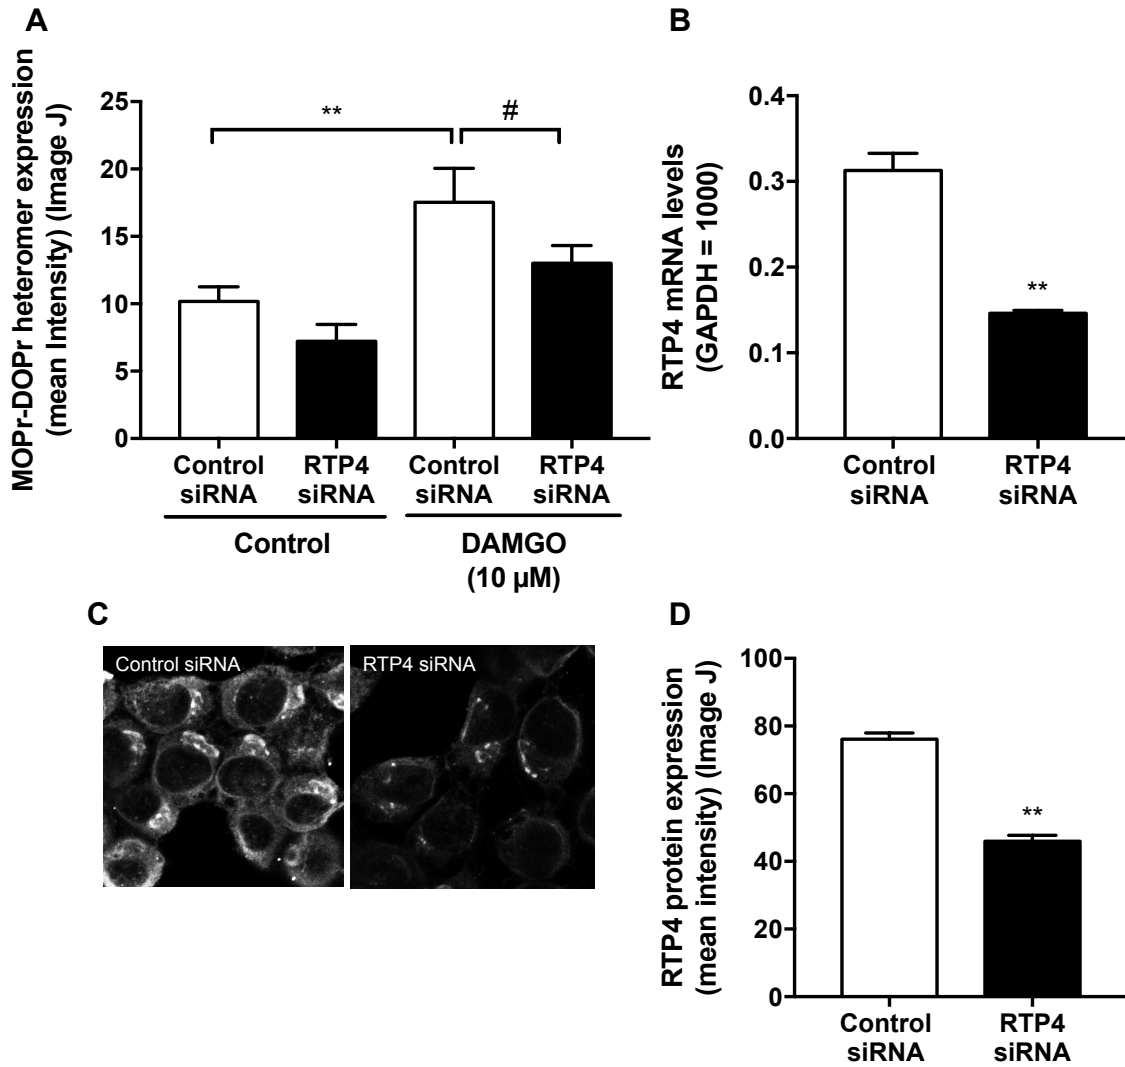 A
MOPr-DOPr heteromer expression
(mean Intensity) (Image J)
25
20
15
10
5
0
**
#
Control
siRNA
RTP4
siRNA
Control
siRNA
RTP4
siRNA
Control
DAMGO
(10 µM)
B
RTP4 mRNA levels
(GAPDH = 1000)
0.4
0.3
0.2
0.1
0.0
**
Control
siRNA
RTP4
siRNA
C
Control siRNA
RTP4 siRNA
D
RTP4 protein expression
(mean intensity) (Image J)
100
80
60
40
20
0
**
Control
siRNA
RTP4
siRNA